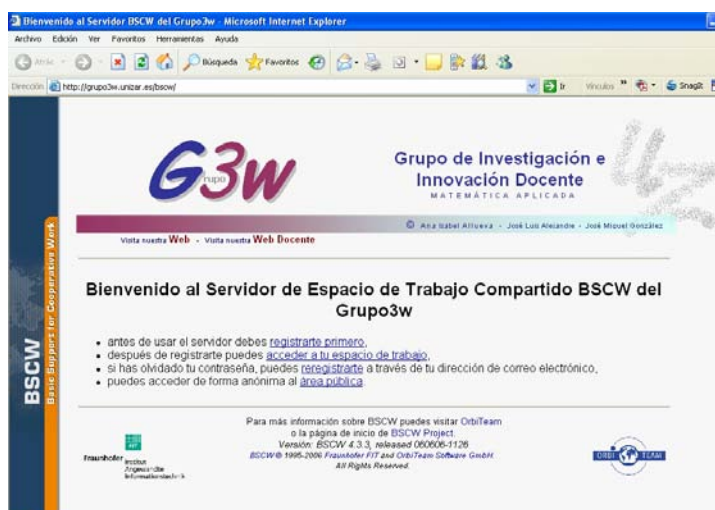 Bienvenido al Servidor BSCW del Grupo3w - Microsoft Internet Explorer
Archivo Edición Ver Favoritos Herramientas Ayuda
Atrás Búsqueda Favoritos
Dirección http://grupo3w.unizar.es/bscw/ Ir Vínculos » SnagIt
G3w
rupo
Grupo de Investigación e
Innovación Docente
MATEMÁTICA APLICADA
© Ana Isabel Allueva - José Luis Alejandre - José Miguel González
Visita nuestra Web - Visita nuestra Web Docente
BSCW
Basic Support for Cooperative Work
Bienvenido al Servidor de Espacio de Trabajo Compartido BSCW del
Grupo3w
• antes de usar el servidor debes registrarte primero,
• después de registrarte puedes acceder a tu espacio de trabajo,
• si has olvidado tu contraseña, puedes reregistrarte a través de tu dirección de correo electrónico,
• puedes acceder de forma anónima al área pública.
Para más información sobre BSCW puedes visitar OrbiTeam
o la página de inicio de BSCW Project.
Versión: BSCW 4.3.3, released 060606-1126
BSCW © 1995-2006 Fraunhofer FIT and OrbiTeam Software GmbH.
All Rights Reserved.
Fraunhofer Institut
Angewandte
Informationstechnik
ORBI TEAM